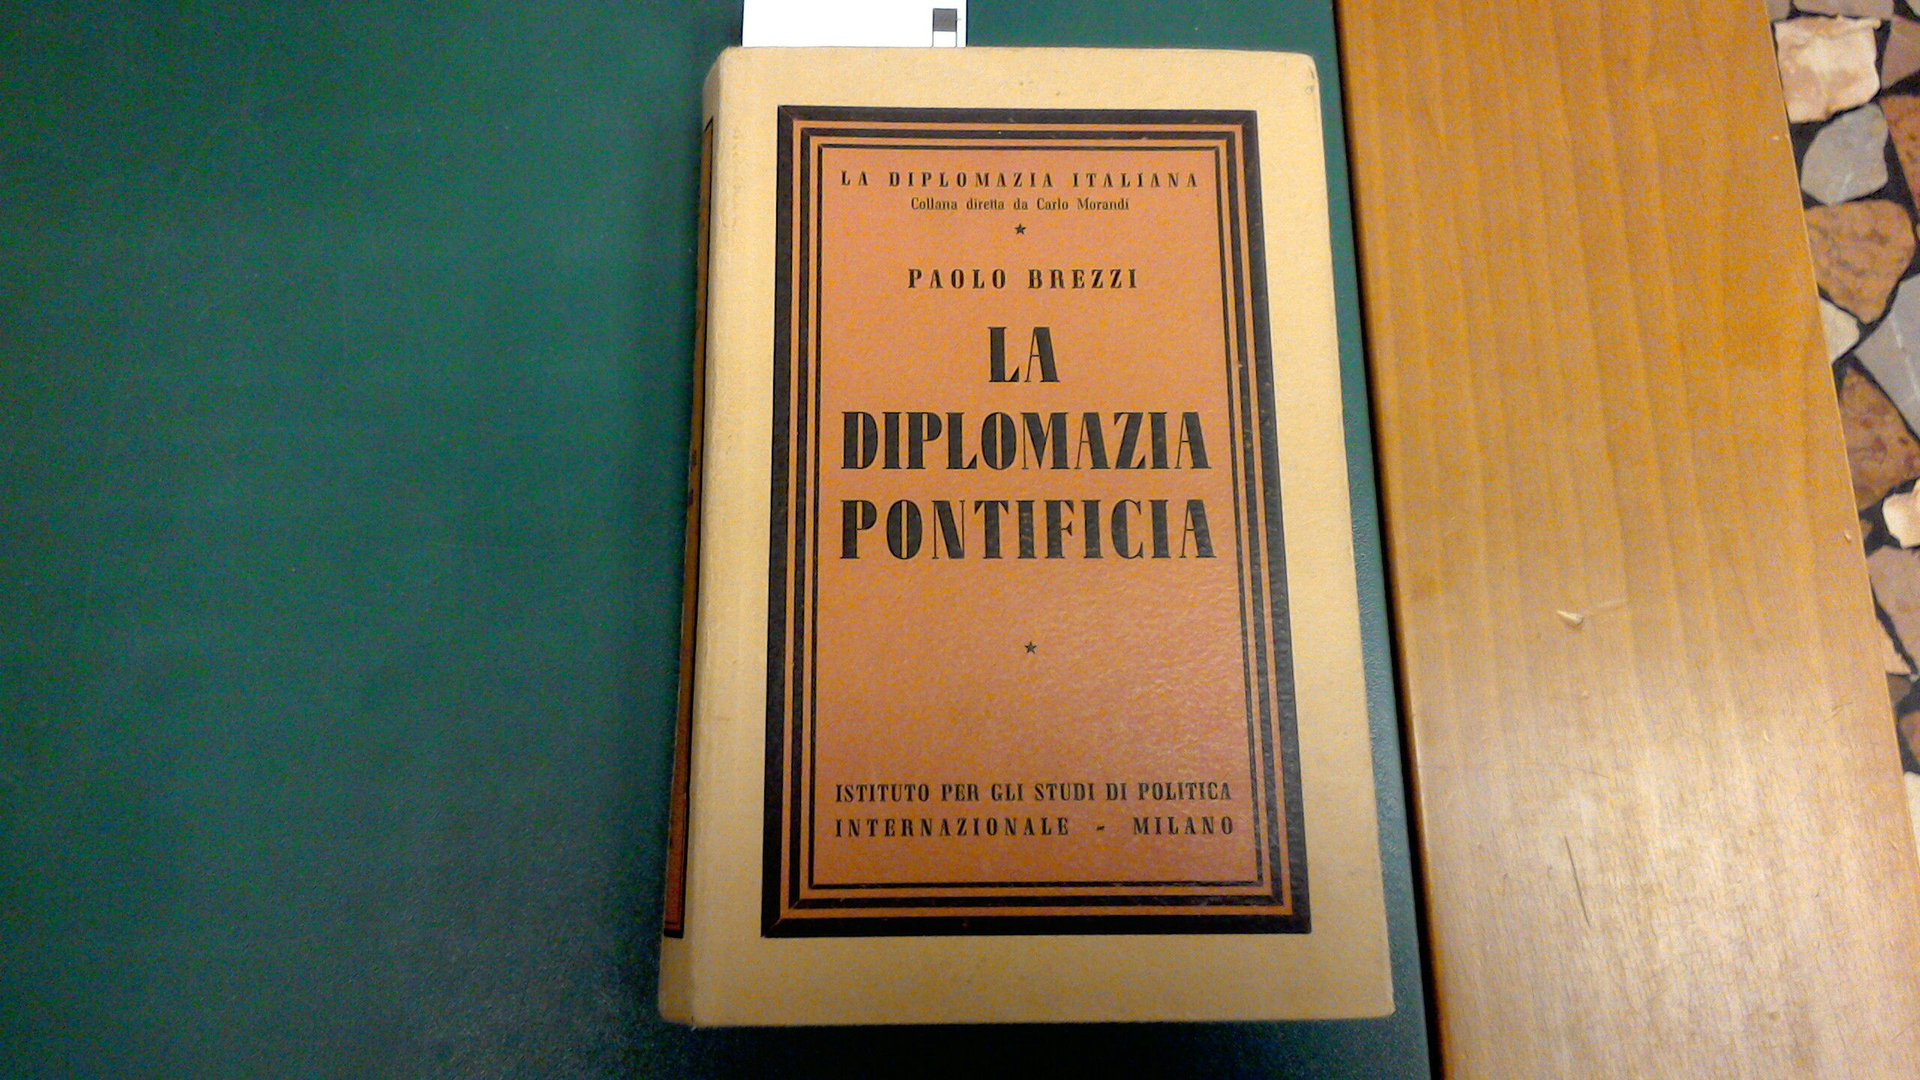 LA DIPLOMAZIA ITALIANA
Collana diretta da Carlo Morandi
PAOLO BREZZI
LA
DIPLOMAZIA
PONTIFICIA
ISTITUTO PER GLI STUDI DI POLITICA
INTERNAZIONALE - MILANO